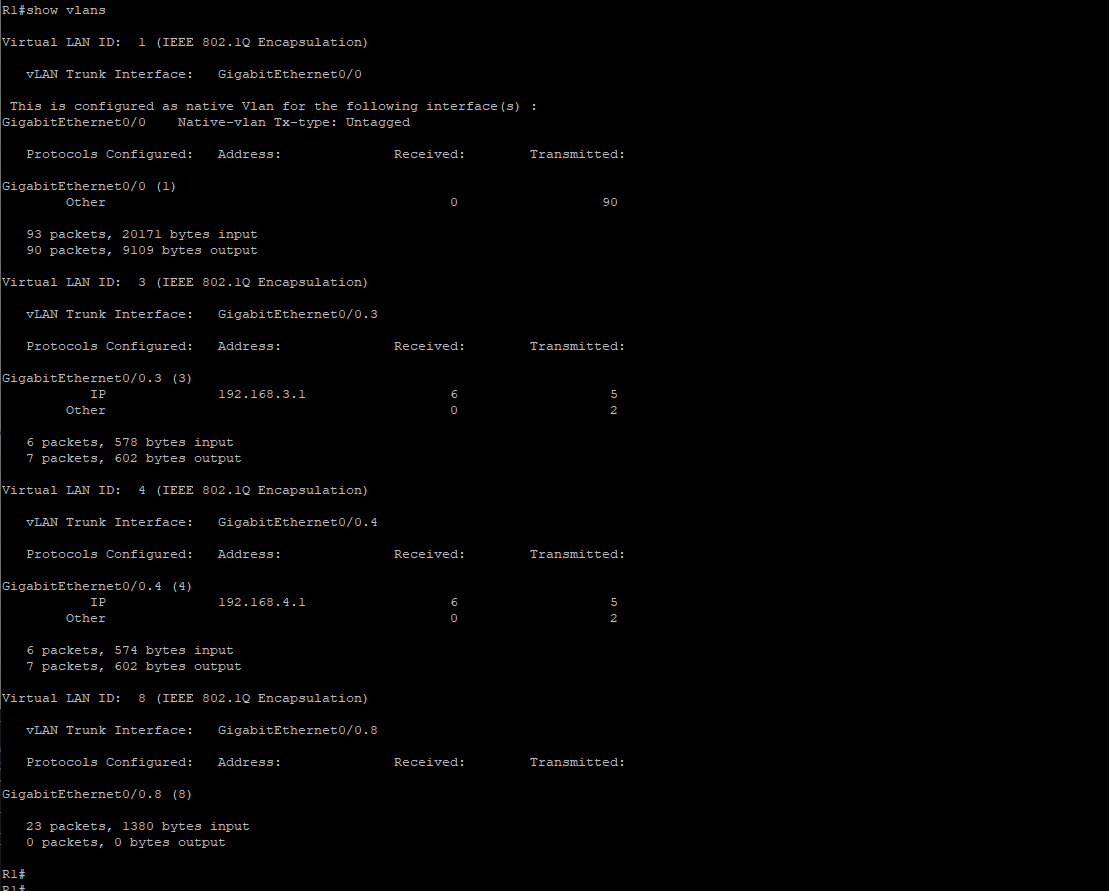 R1#show vlans
Virtual LAN ID:  1 (IEEE 802.1Q Encapsulation)
vLAN Trunk Interface:   GigabitEthernet0/0
This is configured as native Vlan for the following interface(s) :
GigabitEthernet0/0    Native-vlan Tx-type: Untagged
Protocols Configured:   Address:              Received:        Transmitted:
GigabitEthernet0/0 (1)
Other                                           0                  90
93 packets, 20171 bytes input
90 packets, 9109 bytes output
Virtual LAN ID:  3 (IEEE 802.1Q Encapsulation)
vLAN Trunk Interface:   GigabitEthernet0/0.3
Protocols Configured:   Address:              Received:        Transmitted:
GigabitEthernet0/0.3 (3)
IP              192.168.3.1                  6                   5
Other                                           0                   2
6 packets, 578 bytes input
7 packets, 602 bytes output
Virtual LAN ID:  4 (IEEE 802.1Q Encapsulation)
vLAN Trunk Interface:   GigabitEthernet0/0.4
Protocols Configured:   Address:              Received:        Transmitted:
GigabitEthernet0/0.4 (4)
IP              192.168.4.1                  6                   5
Other                                           0                   2
6 packets, 574 bytes input
7 packets, 602 bytes output
Virtual LAN ID:  8 (IEEE 802.1Q Encapsulation)
vLAN Trunk Interface:   GigabitEthernet0/0.8
Protocols Configured:   Address:              Received:        Transmitted:
GigabitEthernet0/0.8 (8)
23 packets, 1380 bytes input
0 packets, 0 bytes output
R1#
R1#